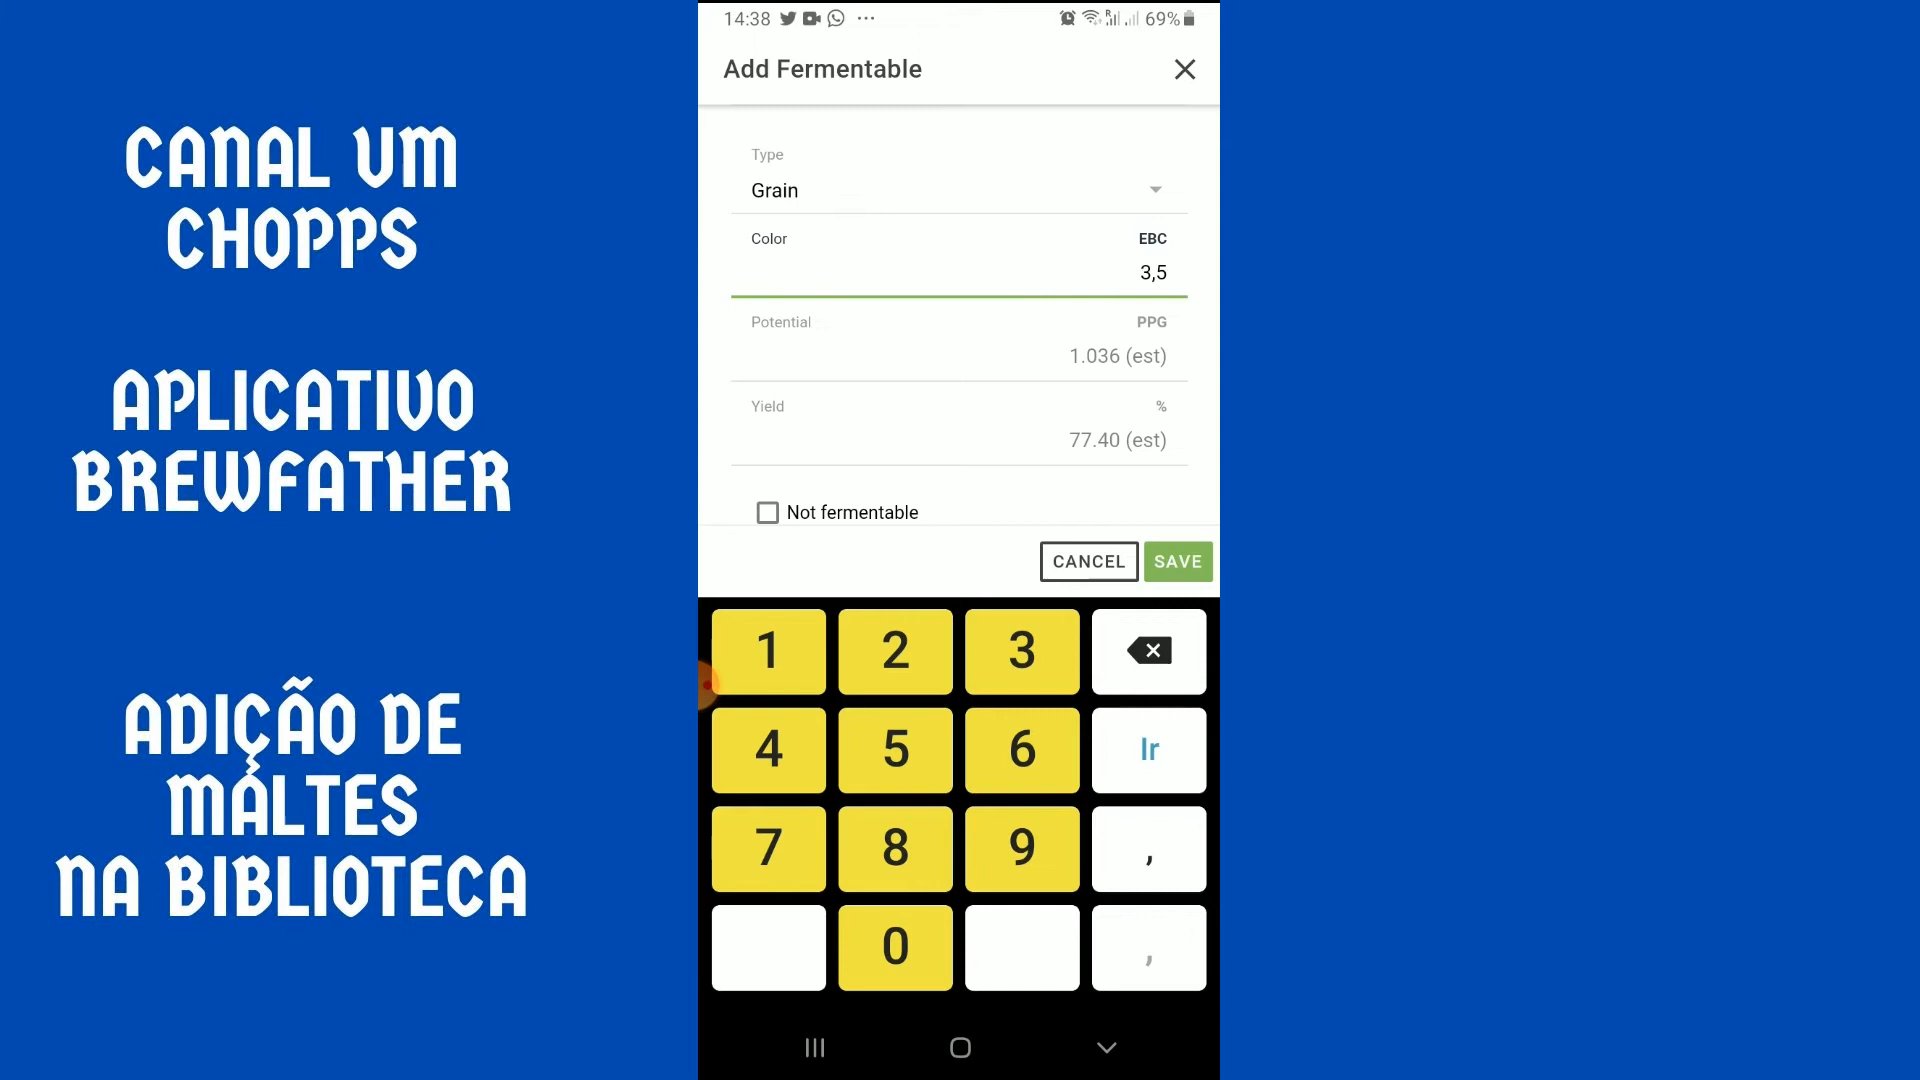 CANAL VM
CHOPPS
APLICATIVO
BREWFATHER
ADIÇÃO DE
MALTES
NA BIBLIOTECA
14:38 69%
Add Fermentable
Type
Grain
Color EBC
3,5
Potential PPG
1.036 (est)
Yield %
77.40 (est)
Not fermentable
CANCEL SAVE
1 2 3
4 5 6 Ir
7 8 9 ,
0 ,